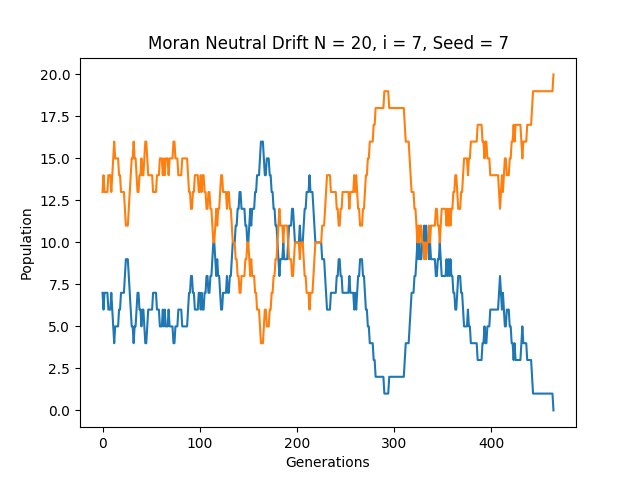 Moran Neutral Drift N = 20, i = 7, Seed = 7
20.0
17.5
15.0
12.5
10.0
7.5
5.0
2.5
0.0
Population
0 100 200 300 400
Generations